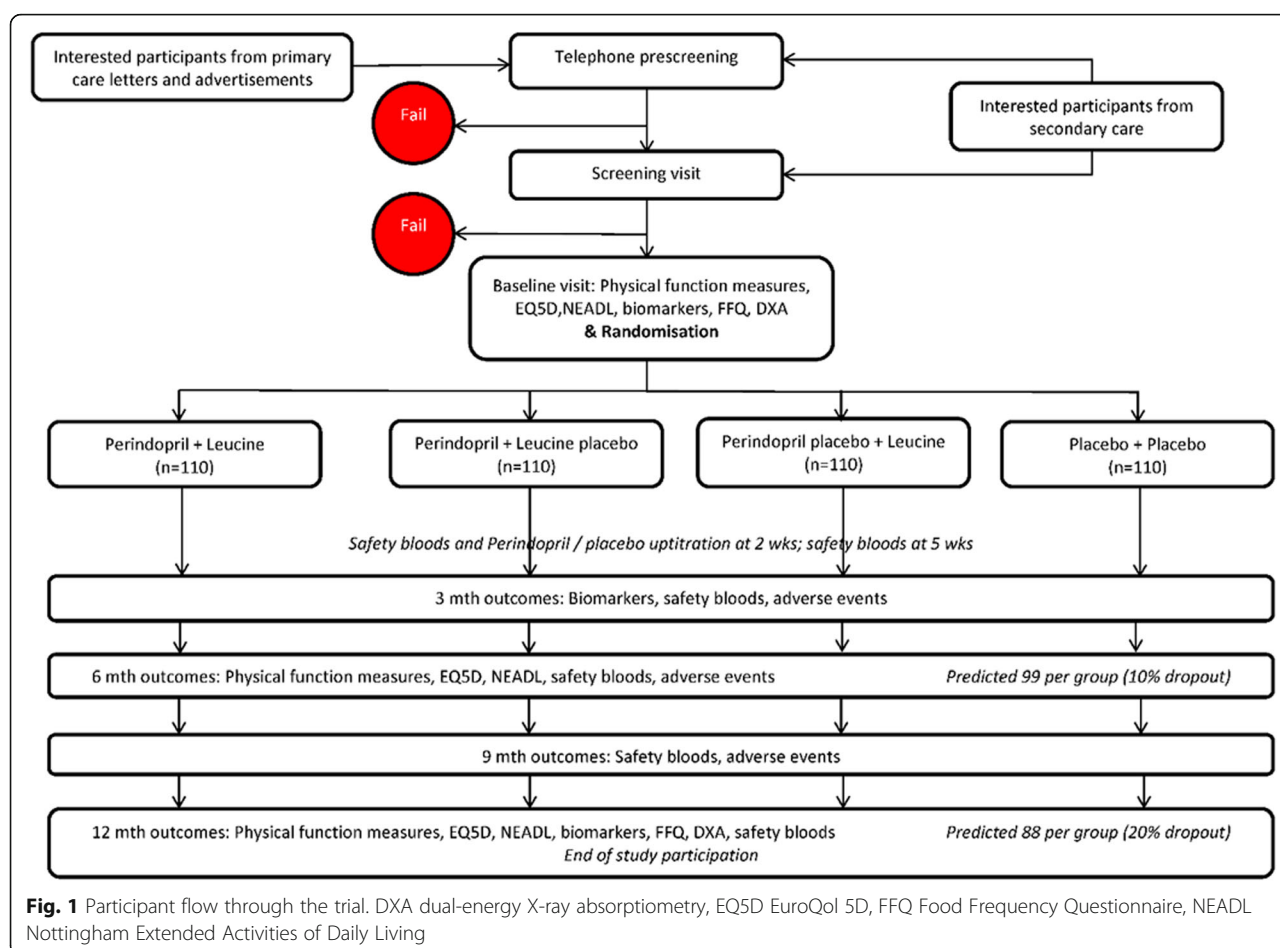 Interested participants from primary
care letters and advertisements
Telephone prescreening
Interested participants from
secondary care
Fail
Screening visit
Fail
Baseline visit: Physical function measures,
EQ5D,NEADL, biomarkers, FFQ, DXA
& Randomisation
Perindopril + Leucine
(n=110)
Perindopril + Leucine placebo
(n=110)
Perindopril placebo + Leucine
(n=110)
Placebo + Placebo
(n=110)
Safety bloods and Perindopril / placebo uptitration at 2 wks; safety bloods at 5 wks
3 mth outcomes: Biomarkers, safety bloods, adverse events
6 mth outcomes: Physical function measures, EQ5D, NEADL, safety bloods, adverse events Predicted 99 per group (10% dropout)
9 mth outcomes: Safety bloods, adverse events
12 mth outcomes: Physical function measures, EQ5D, NEADL, biomarkers, FFQ, DXA, safety bloods Predicted 88 per group (20% dropout)
End of study participation
Fig. 1 Participant flow through the trial. DXA dual-energy X-ray absorptiometry, EQ5D EuroQol 5D, FFQ Food Frequency Questionnaire, NEADL
Nottingham Extended Activities of Daily Living